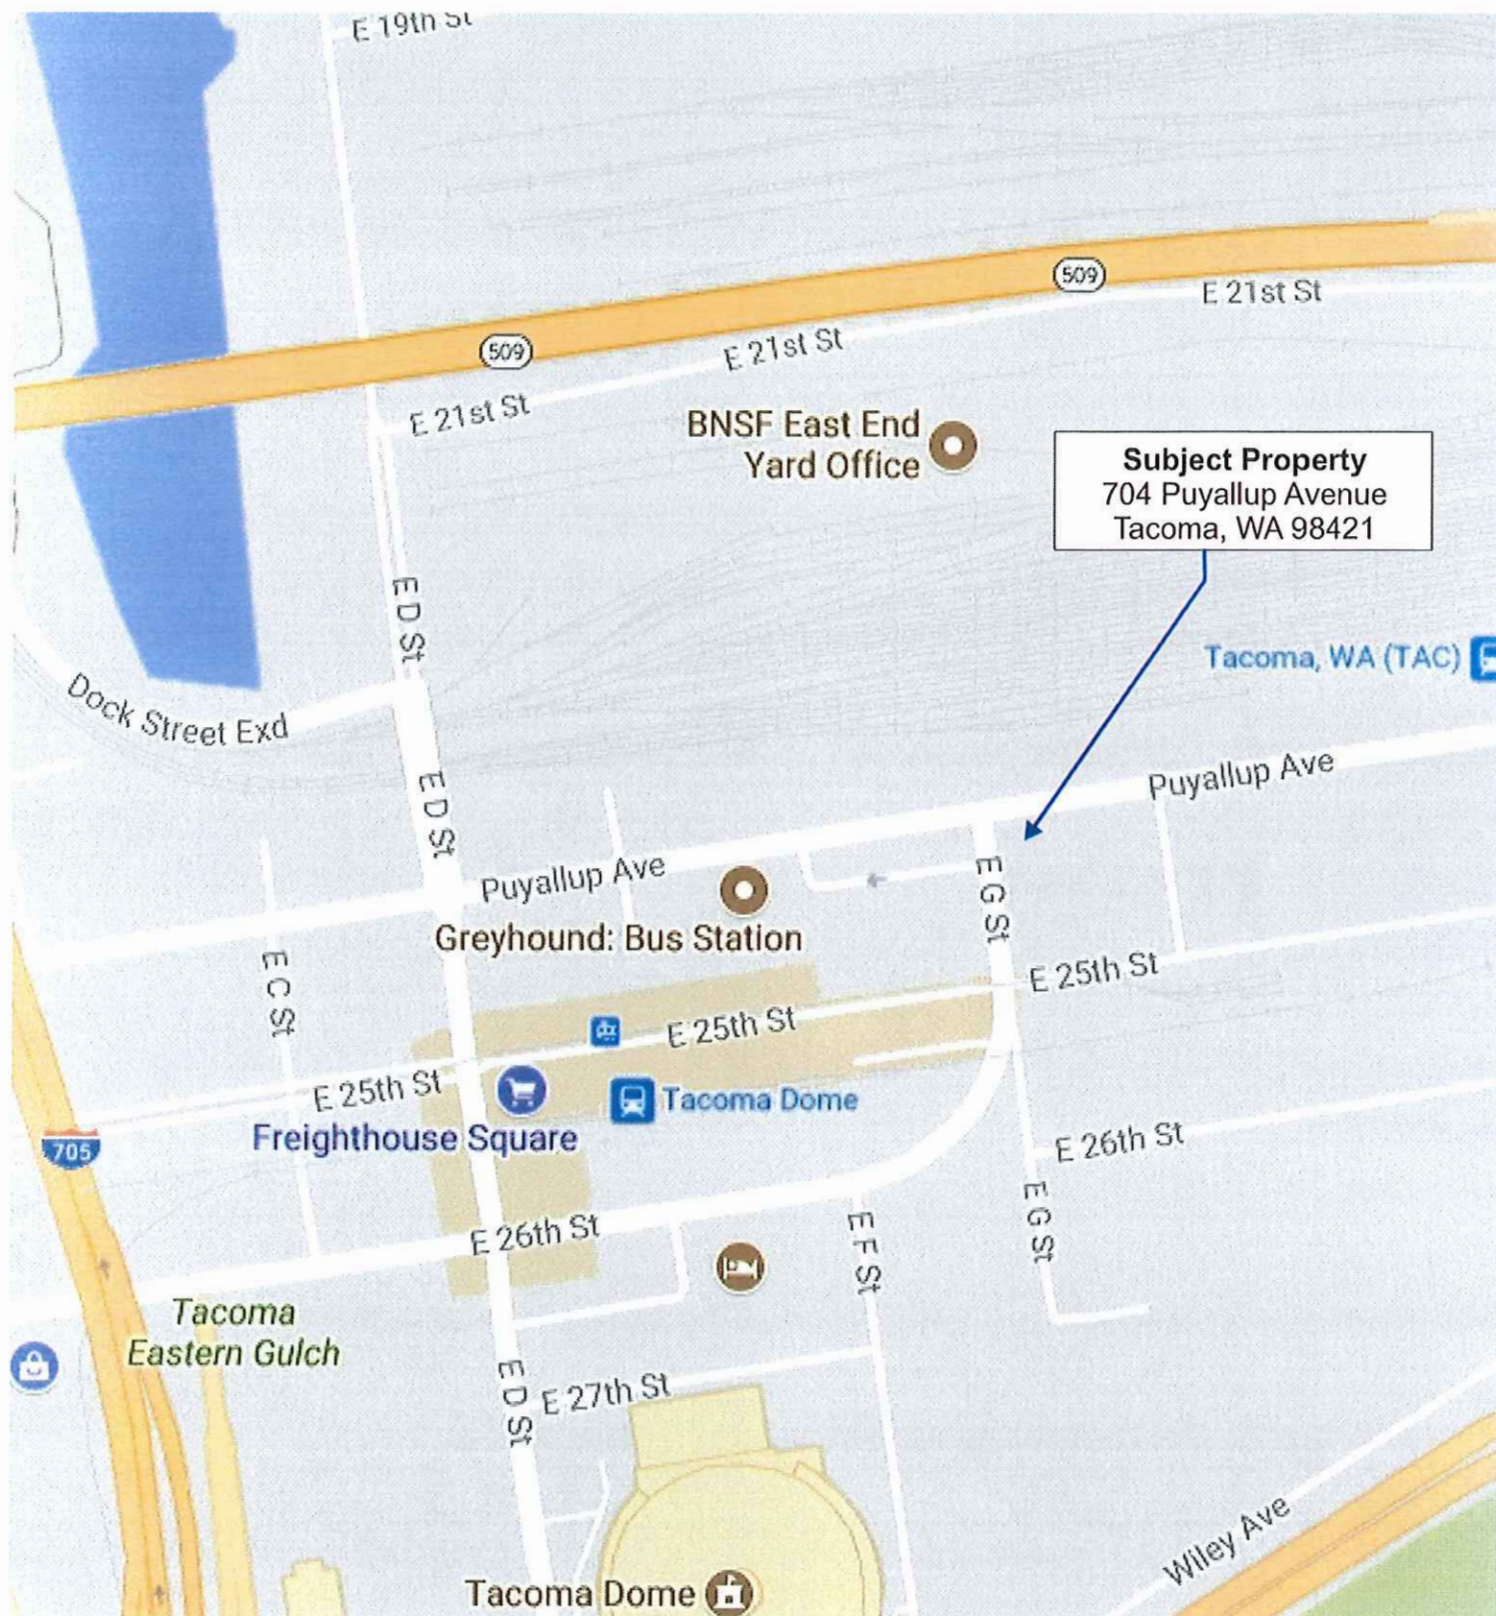 E 19th St
509
E 21st St
509
E 21st St
E 21st St
BNSF East End
Yard Office
Subject Property
704 Puyallup Avenue
Tacoma, WA 98421
E D St
Tacoma, WA (TAC)
Dock Street Exd
E D St
Puyallup Ave
Puyallup Ave
E G St
Greyhound: Bus Station
E C St
E 25th St
E 25th St
E 25th St
Tacoma Dome
Freighthouse Square
705
E 26th St
E 26th St
E G St
E F St
Tacoma
Eastern Gulch
E D St
E 27th St
Wiley Ave
Tacoma Dome